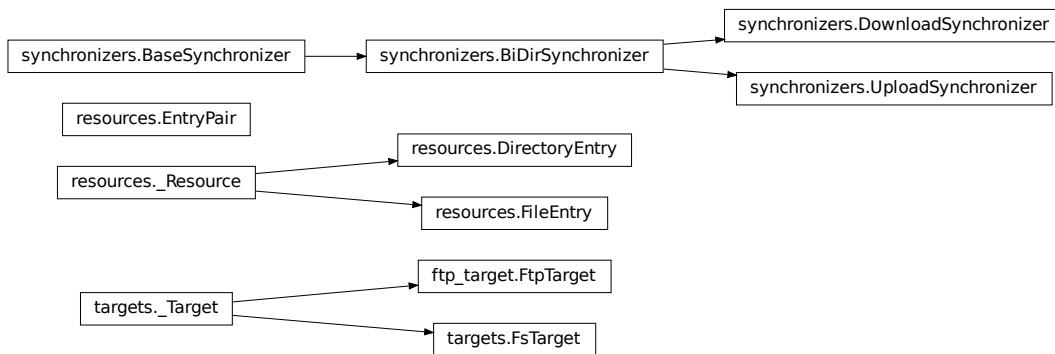 synchronizers.DownloadSynchronizer
synchronizers.BaseSynchronizer
synchronizers.BiDirSynchronizer
synchronizers.UploadSynchronizer
resources.EntryPair
resources.DirectoryEntry
resources._Resource
resources.FileEntry
ftp_target.FtpTarget
targets._Target
targets.FsTarget